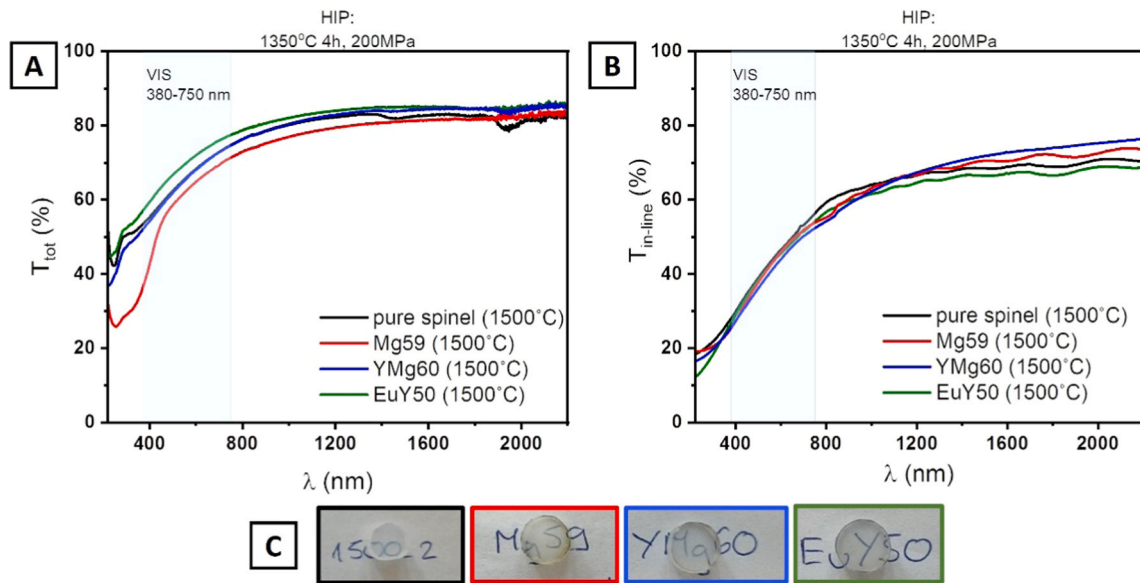 HIP:
1350°C 4h, 200MPa
A
VIS
380-750 nm
100
80
60
40
20
0
T_tot (%)
pure spinel (1500°C)
Mg59 (1500°C)
YMg60 (1500°C)
EuY50 (1500°C)
400 800 1200 1600 2000
λ (nm)
HIP:
1350°C 4h, 200MPa
B
VIS
380-750 nm
100
80
60
40
20
0
T_in-line (%)
pure spinel (1500°C)
Mg59 (1500°C)
YMg60 (1500°C)
EuY50 (1500°C)
400 800 1200 1600 2000
λ (nm)
C
1500_2
Mg59
YMg60
EuY50